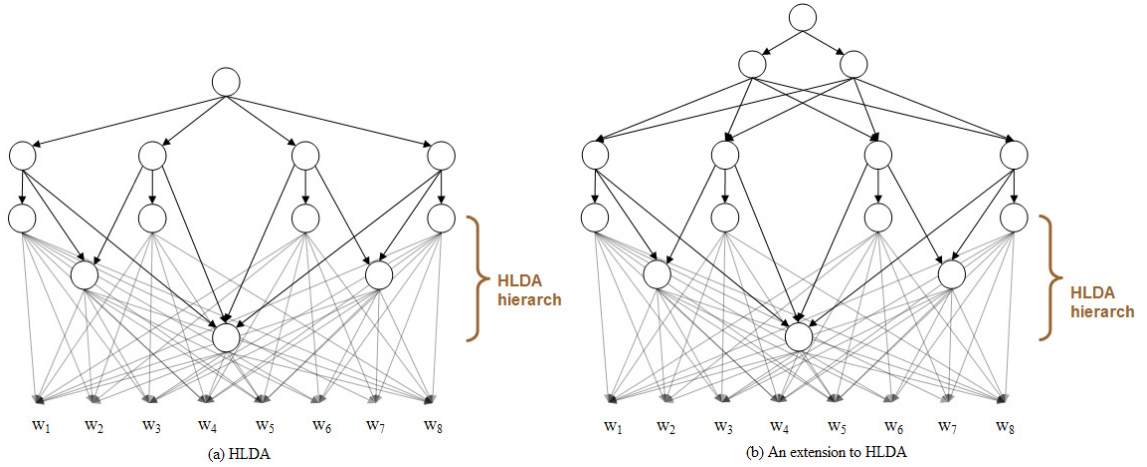 HLDA
hierarch
HLDA
hierarch
w1 w2 w3 w4 w5 w6 w7 w8
w1 w2 w3 w4 w5 w6 w7 w8
(a) HLDA
(b) An extension to HLDA